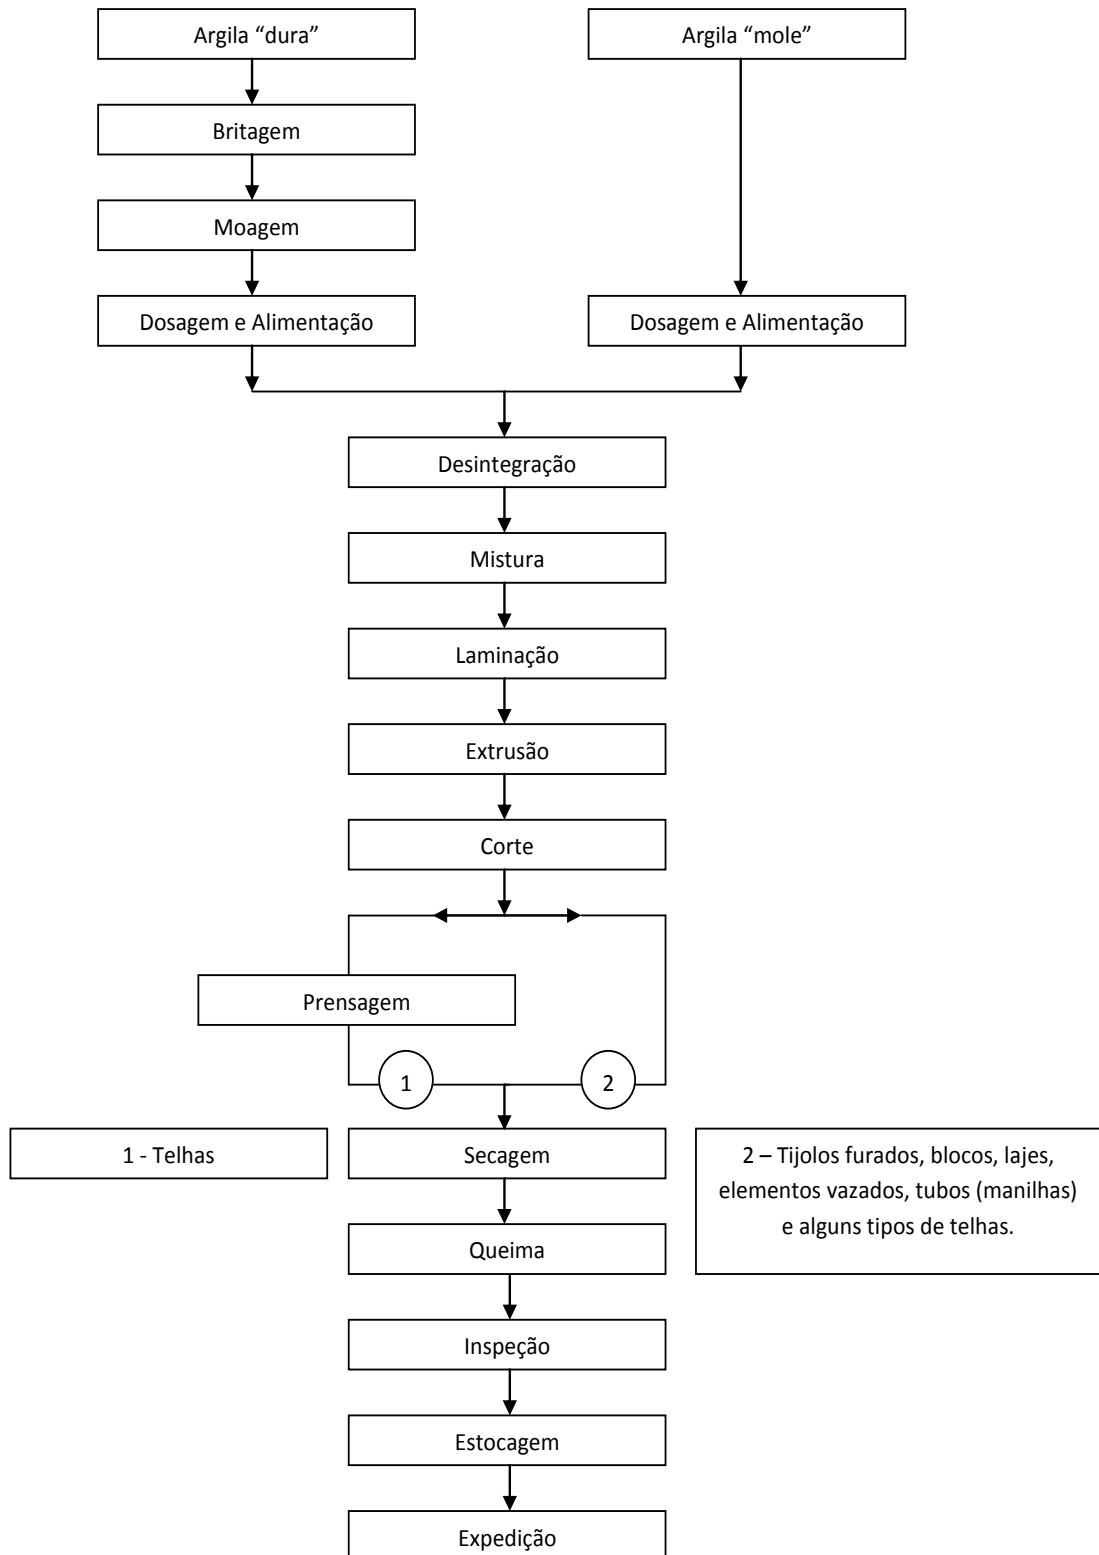 Argila “dura”
Argila “mole”
Britagem
Moagem
Dosagem e Alimentação
Dosagem e Alimentação
Desintegração
Mistura
Laminação
Extrusão
Corte
Prensagem
1
2
1 - Telhas
Secagem
2 – Tijolos furados, blocos, lajes,
elementos vazados, tubos (manilhas)
e alguns tipos de telhas.
Queima
Inspeção
Estocagem
Expedição